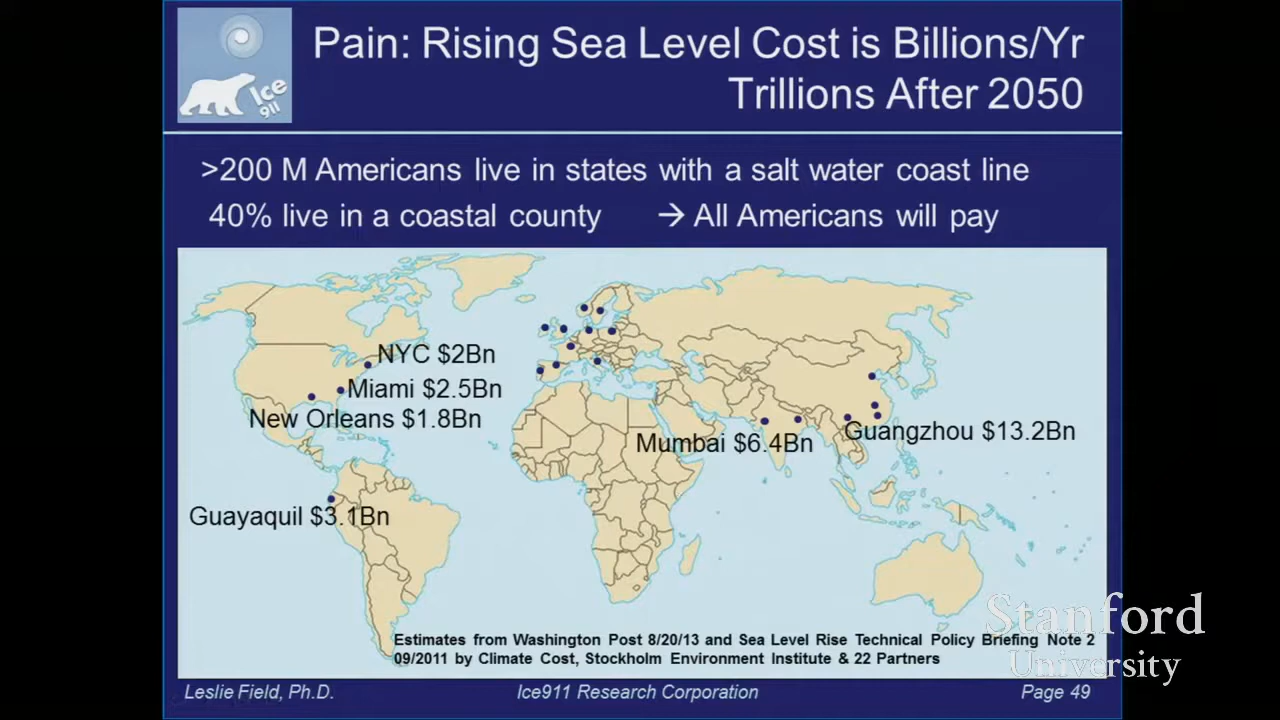 Ice
911
Pain: Rising Sea Level Cost is Billions/Yr
Trillions After 2050
>200 M Americans live in states with a salt water coast line
40% live in a coastal county → All Americans will pay
NYC $2Bn
Miami $2.5Bn
New Orleans $1.8Bn
Mumbai $6.4Bn
Guangzhou $13.2Bn
Guayaquil $3.1Bn
Estimates from Washington Post 8/20/13 and Sea Level Rise Technical Policy Briefing Note 2
09/2011 by Climate Cost, Stockholm Environment Institute & 22 Partners
Stanford
University
Leslie Field, Ph.D. Ice911 Research Corporation Page 49